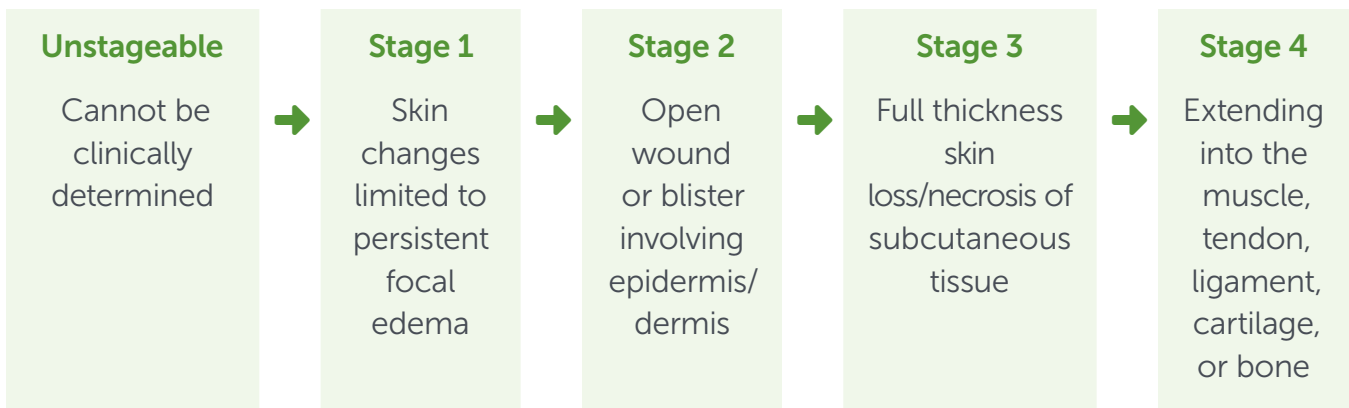 Unstageable
Cannot be
clinically
determined
Stage 1
Skin
changes
limited to
persistent
focal
edema
Stage 2
Open
wound
or blister
involving
epidermis/
dermis
Stage 3
Full thickness
skin
loss/necrosis of
subcutaneous
tissue
Stage 4
Extending
into the
muscle,
tendon,
ligament,
cartilage,
or bone